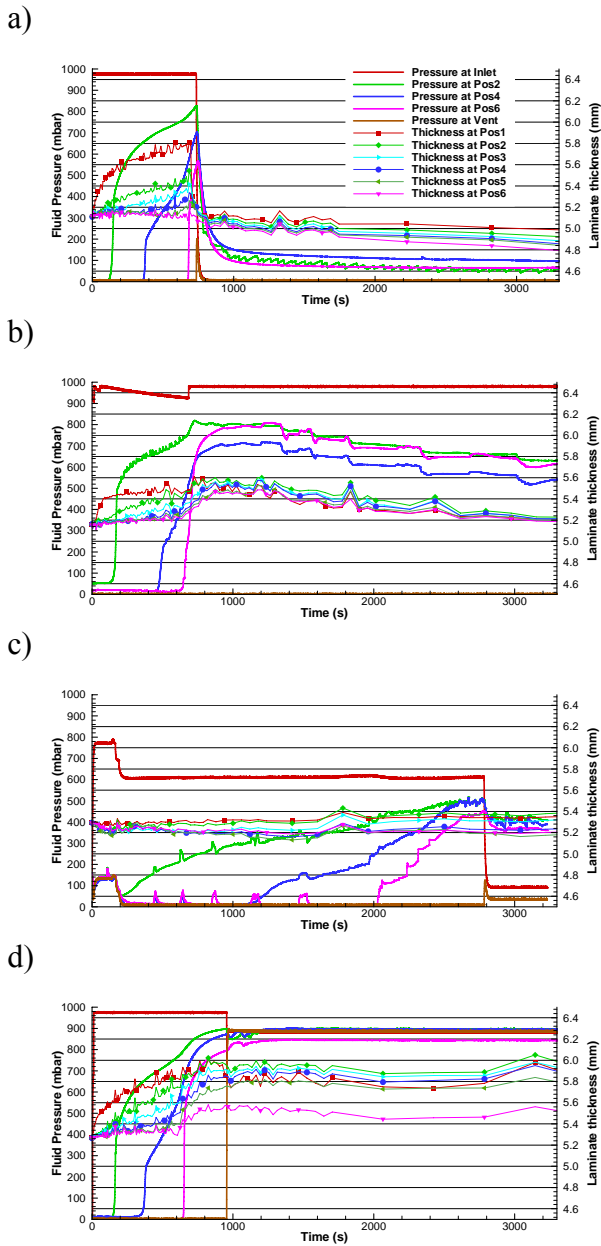 a)
Fluid Pressure (mbar)
1000
900
800
700
600
500
400
300
200
100
0
0 1000 2000 3000
Time (s)
6.4
6.2
6.0
5.8
5.6
5.4
5.2
5.0
4.8
4.6
Laminate thickness (mm)
Pressure at Inlet
Pressure at Pos2
Pressure at Pos4
Pressure at Pos6
Pressure at Vent
Thickness at Pos1
Thickness at Pos2
Thickness at Pos3
Thickness at Pos4
Thickness at Pos5
Thickness at Pos6
b)
Fluid Pressure (mbar)
1000
900
800
700
600
500
400
300
200
100
0
0 1000 2000 3000
Time (s)
6.4
6.2
6.0
5.8
5.6
5.4
5.2
5.0
4.8
4.6
Laminate thickness (mm)
c)
Fluid Pressure (mbar)
1000
900
800
700
600
500
400
300
200
100
0
0 1000 2000 3000
Time (s)
6.4
6.2
6.0
5.8
5.6
5.4
5.2
5.0
4.8
4.6
Laminate thickness (mm)
d)
Fluid Pressure (mbar)
1000
900
800
700
600
500
400
300
200
100
0
0 1000 2000 3000
Time (s)
6.4
6.2
6.0
5.8
5.6
5.4
5.2
5.0
4.8
4.6
Laminate thickness (mm)